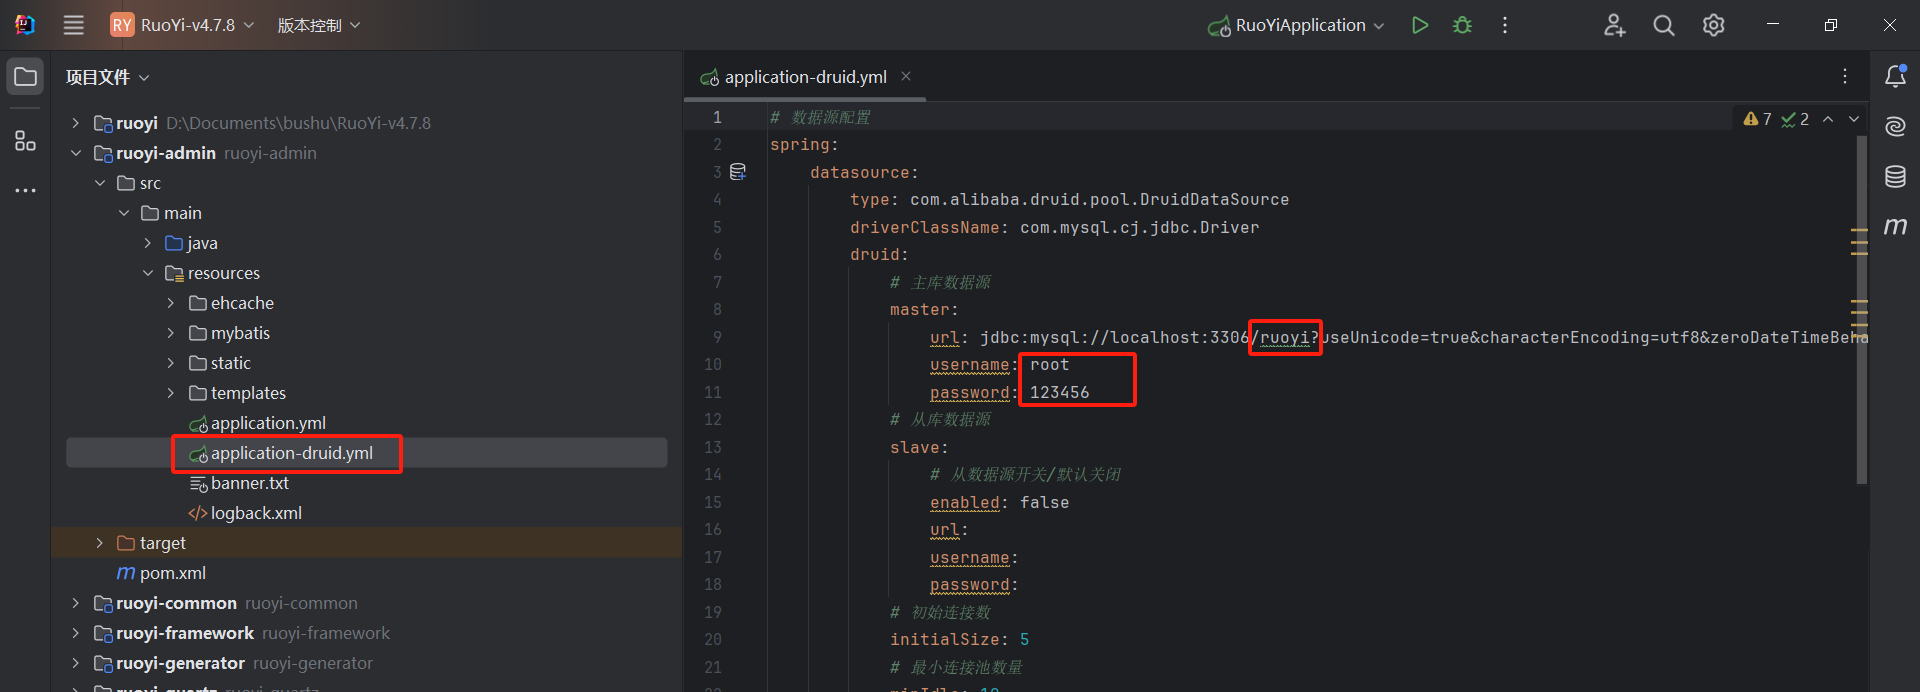 RY RuoYi-v4.7.8 版本控制 RuoYiApplication
项目文件
ruoyi D:\Documents\bushu\RuoYi-v4.7.8
ruoyi-admin ruoyi-admin
src
main
java
resources
ehcache
mybatis
static
templates
application.yml
application-druid.yml
banner.txt
logback.xml
target
m pom.xml
ruoyi-common ruoyi-common
ruoyi-framework ruoyi-framework
ruoyi-generator ruoyi-generator
ruoyi-quartz ruoyi-quartz
application-druid.yml
7 2
1 # 数据源配置
2 spring:
3 datasource:
4 type: com.alibaba.druid.pool.DruidDataSource
5 driverClassName: com.mysql.cj.jdbc.Driver
6 druid:
7 # 主库数据源
8 master:
9 url: jdbc:mysql://localhost:3306/ruoyi?useUnicode=true&characterEncoding=utf8&zeroDateTimeBeha
10 username: root
11 password: 123456
12 # 从库数据源
13 slave:
14 # 从数据源开关/默认关闭
15 enabled: false
16 url:
17 username:
18 password:
19 # 初始连接数
20 initialSize: 5
21 # 最小连接池数量
22 minIdle: 10
m